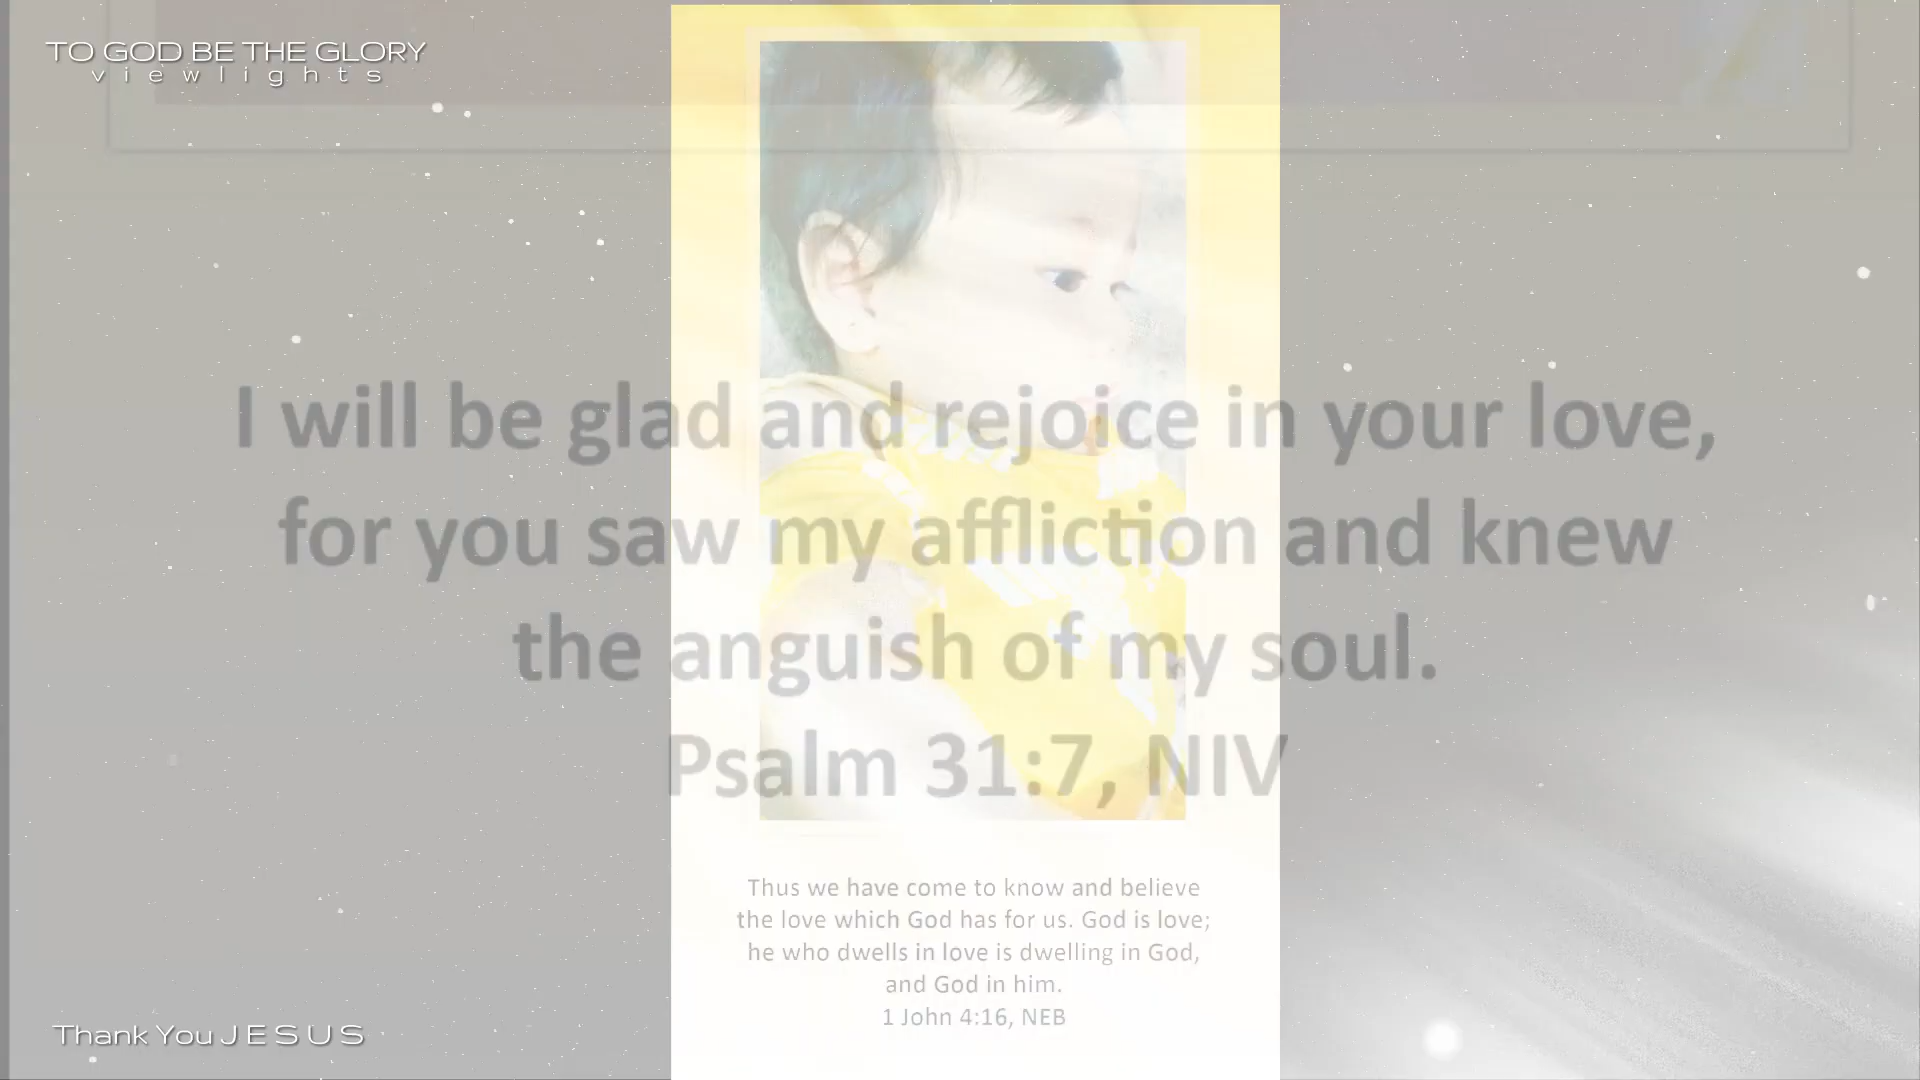 TO GOD BE THE GLORY
viewlights
I will be glad and rejoice in your love,
for you saw my affliction and knew
the anguish of my soul.
Psalm 31:7, NIV
Thus we have come to know and believe
the love which God has for us. God is love;
he who dwells in love is dwelling in God,
and God in him.
1 John 4:16, NEB
Thank You JESUS